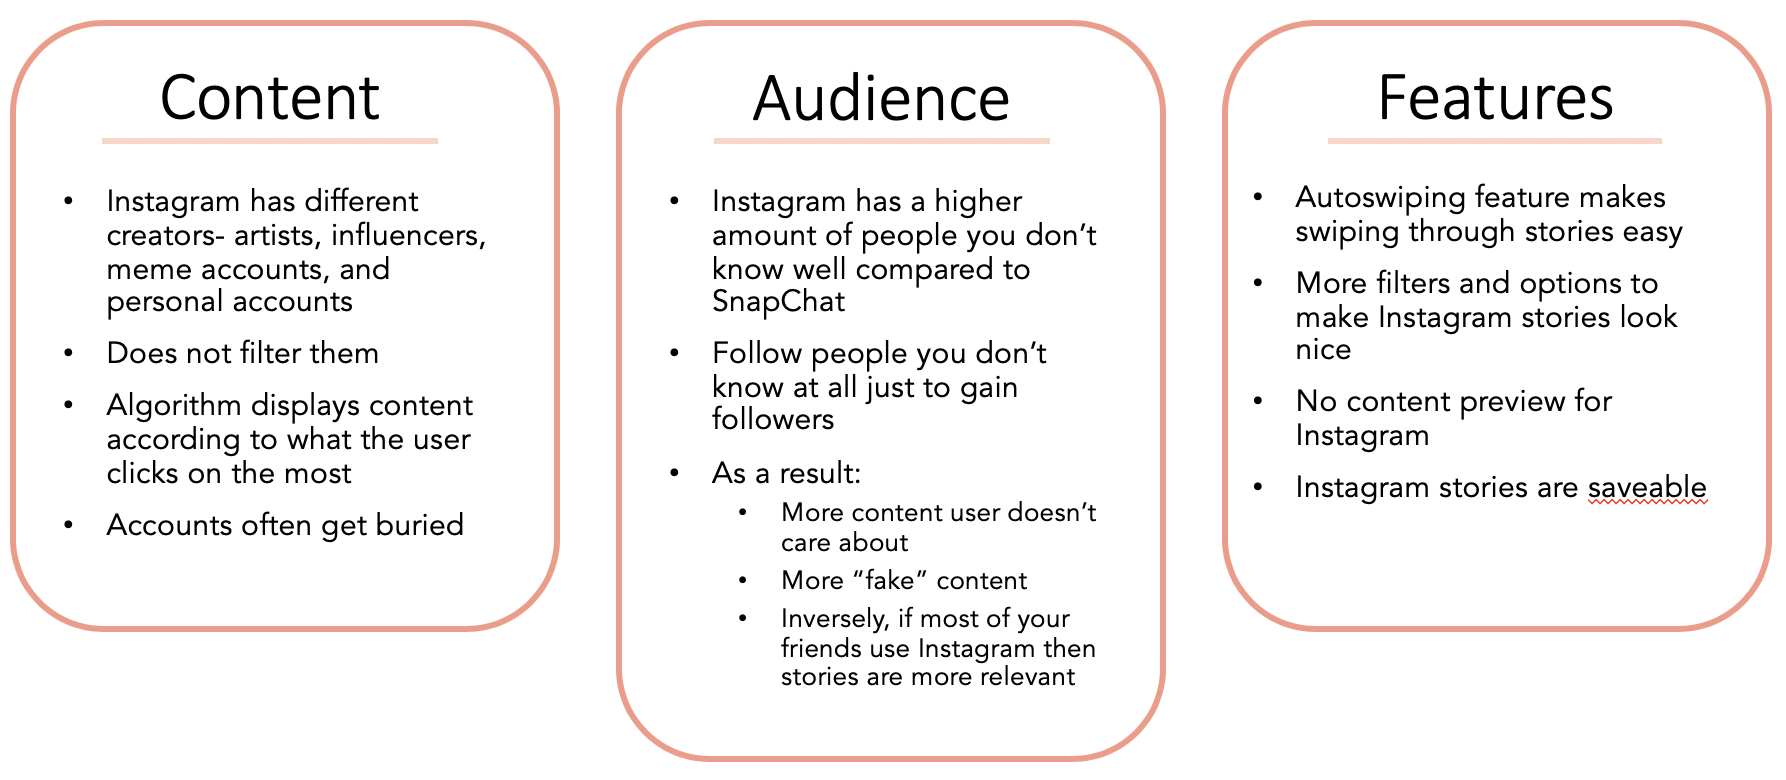 Content
• Instagram has different
creators- artists, influencers,
meme accounts, and
personal accounts
• Does not filter them
• Algorithm displays content
according to what the user
clicks on the most
• Accounts often get buried
Audience
• Instagram has a higher
amount of people you don’t
know well compared to
SnapChat
• Follow people you don’t
know at all just to gain
followers
• As a result:
• More content user doesn’t
care about
• More “fake” content
• Inversely, if most of your
friends use Instagram then
stories are more relevant
Features
• Autoswiping feature makes
swiping through stories easy
• More filters and options to
make Instagram stories look
nice
• No content preview for
Instagram
• Instagram stories are saveable